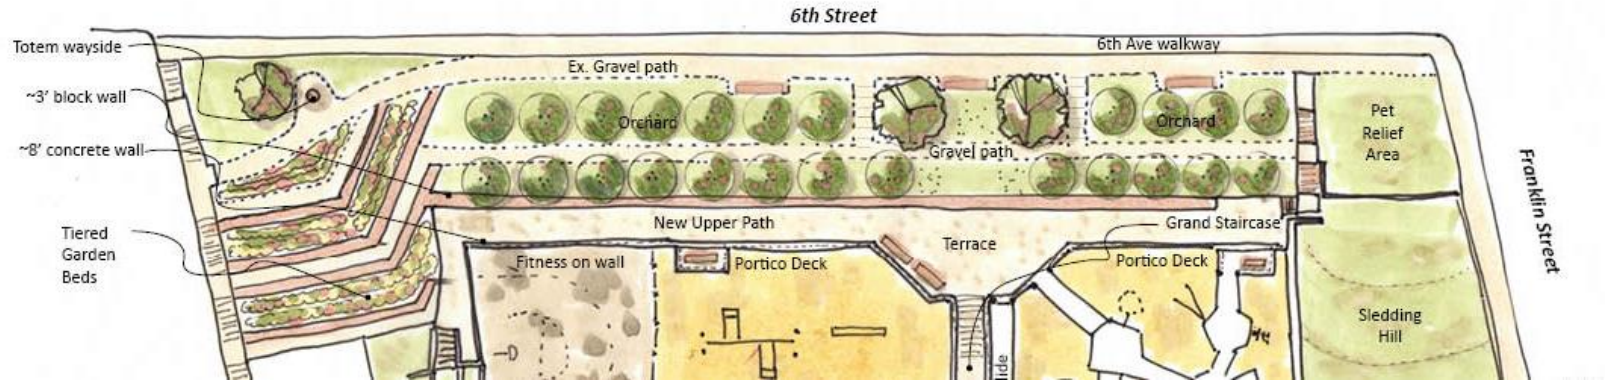 6th Street
Totem wayside
6th Ave walkway
Ex. Gravel path
~3' block wall
Orchard
Orchard
Pet
Relief
Area
~8' concrete wall
Gravel path
Franklin Street
Tiered
Garden
Beds
New Upper Path
Terrace
Grand Staircase
Fitness on wall
Portico Deck
Portico Deck
Sledding
Hill